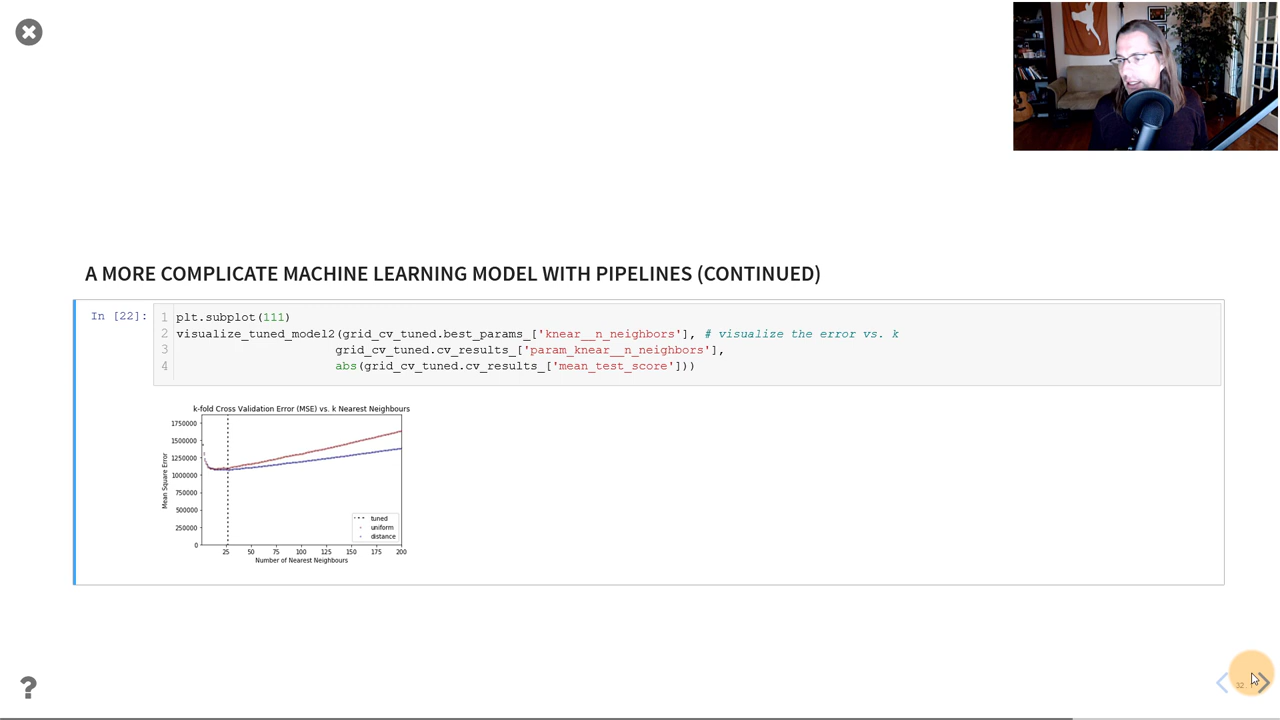 A MORE COMPLICATE MACHINE LEARNING MODEL WITH PIPELINES (CONTINUED)
In [22]:
1 plt.subplot(111)
2 visualize_tuned_model2(grid_cv_tuned.best_params_['knear__n_neighbors'], # visualize the error vs. k
3 grid_cv_tuned.cv_results_['param_knear__n_neighbors'],
4 abs(grid_cv_tuned.cv_results_['mean_test_score']))
k-fold Cross Validation Error (MSE) vs. k Nearest Neighbours
Mean Square Error
1750000
1500000
1250000
1000000
750000
500000
250000
0
tuned
uniform
distance
25 50 75 100 125 150 175 200
Number of Nearest Neighbours
?